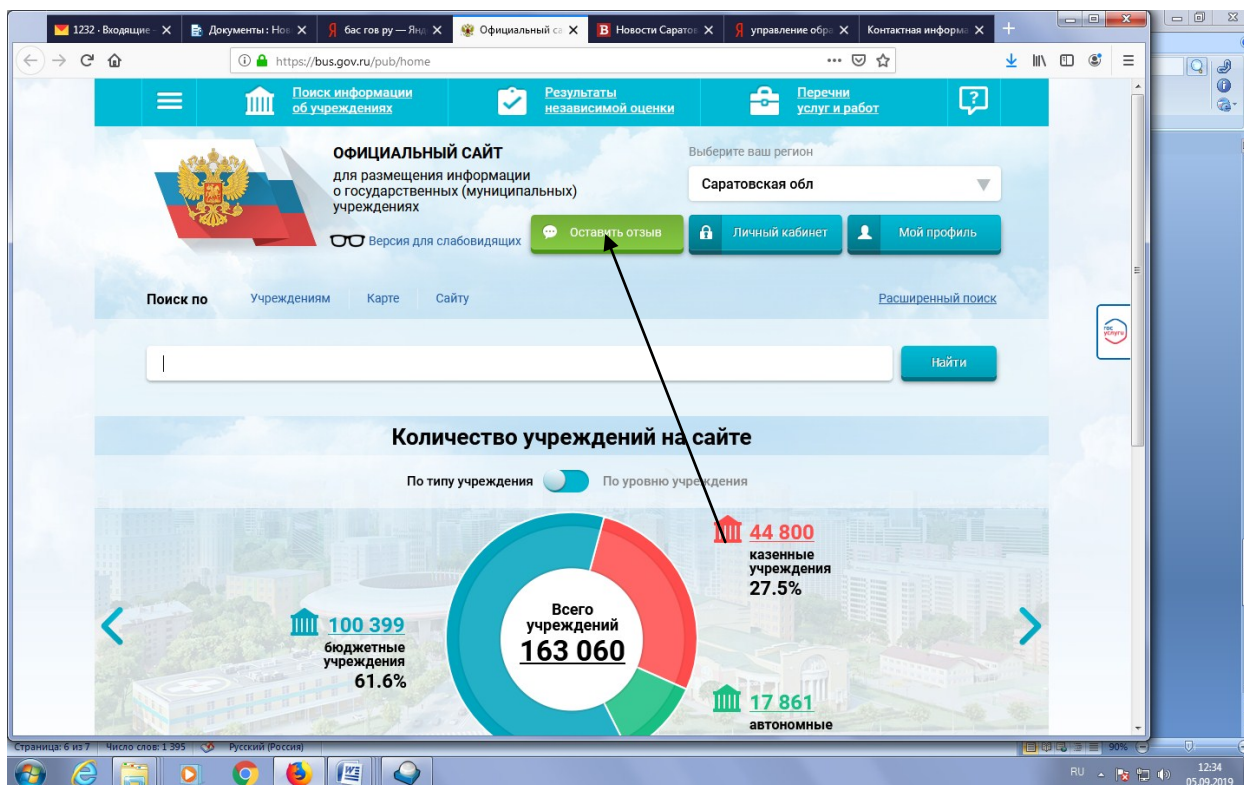 1232 : Входящие -
Документы : Нов
бас гов ру — Янд
Официальный са
Новости Саратов
управление обра
Контактная информа
https://bus.gov.ru/pub/home
Поиск информации
об учреждениях
Результаты
независимой оценки
Перечни
услуг и работ
ОФИЦИАЛЬНЫЙ САЙТ
для размещения информации
о государственных (муниципальных)
учреждениях
Версия для слабовидящих
Выберите ваш регион
Саратовская обл
Оставить отзыв
Личный кабинет
Мой профиль
Поиск по
Учреждениям
Карте
Сайту
Расширенный поиск
гос
услуги
Найти
Количество учреждений на сайте
По типу учреждения
По уровню учреждения
44 800
казенные
учреждения
27.5%
100 399
бюджетные
учреждения
61.6%
Всего
учреждений
163 060
17 861
автономные
Страница: 6 из 7
Число слов: 1 395
Русский (Россия)
90%
RU
12:34
05.09.2019